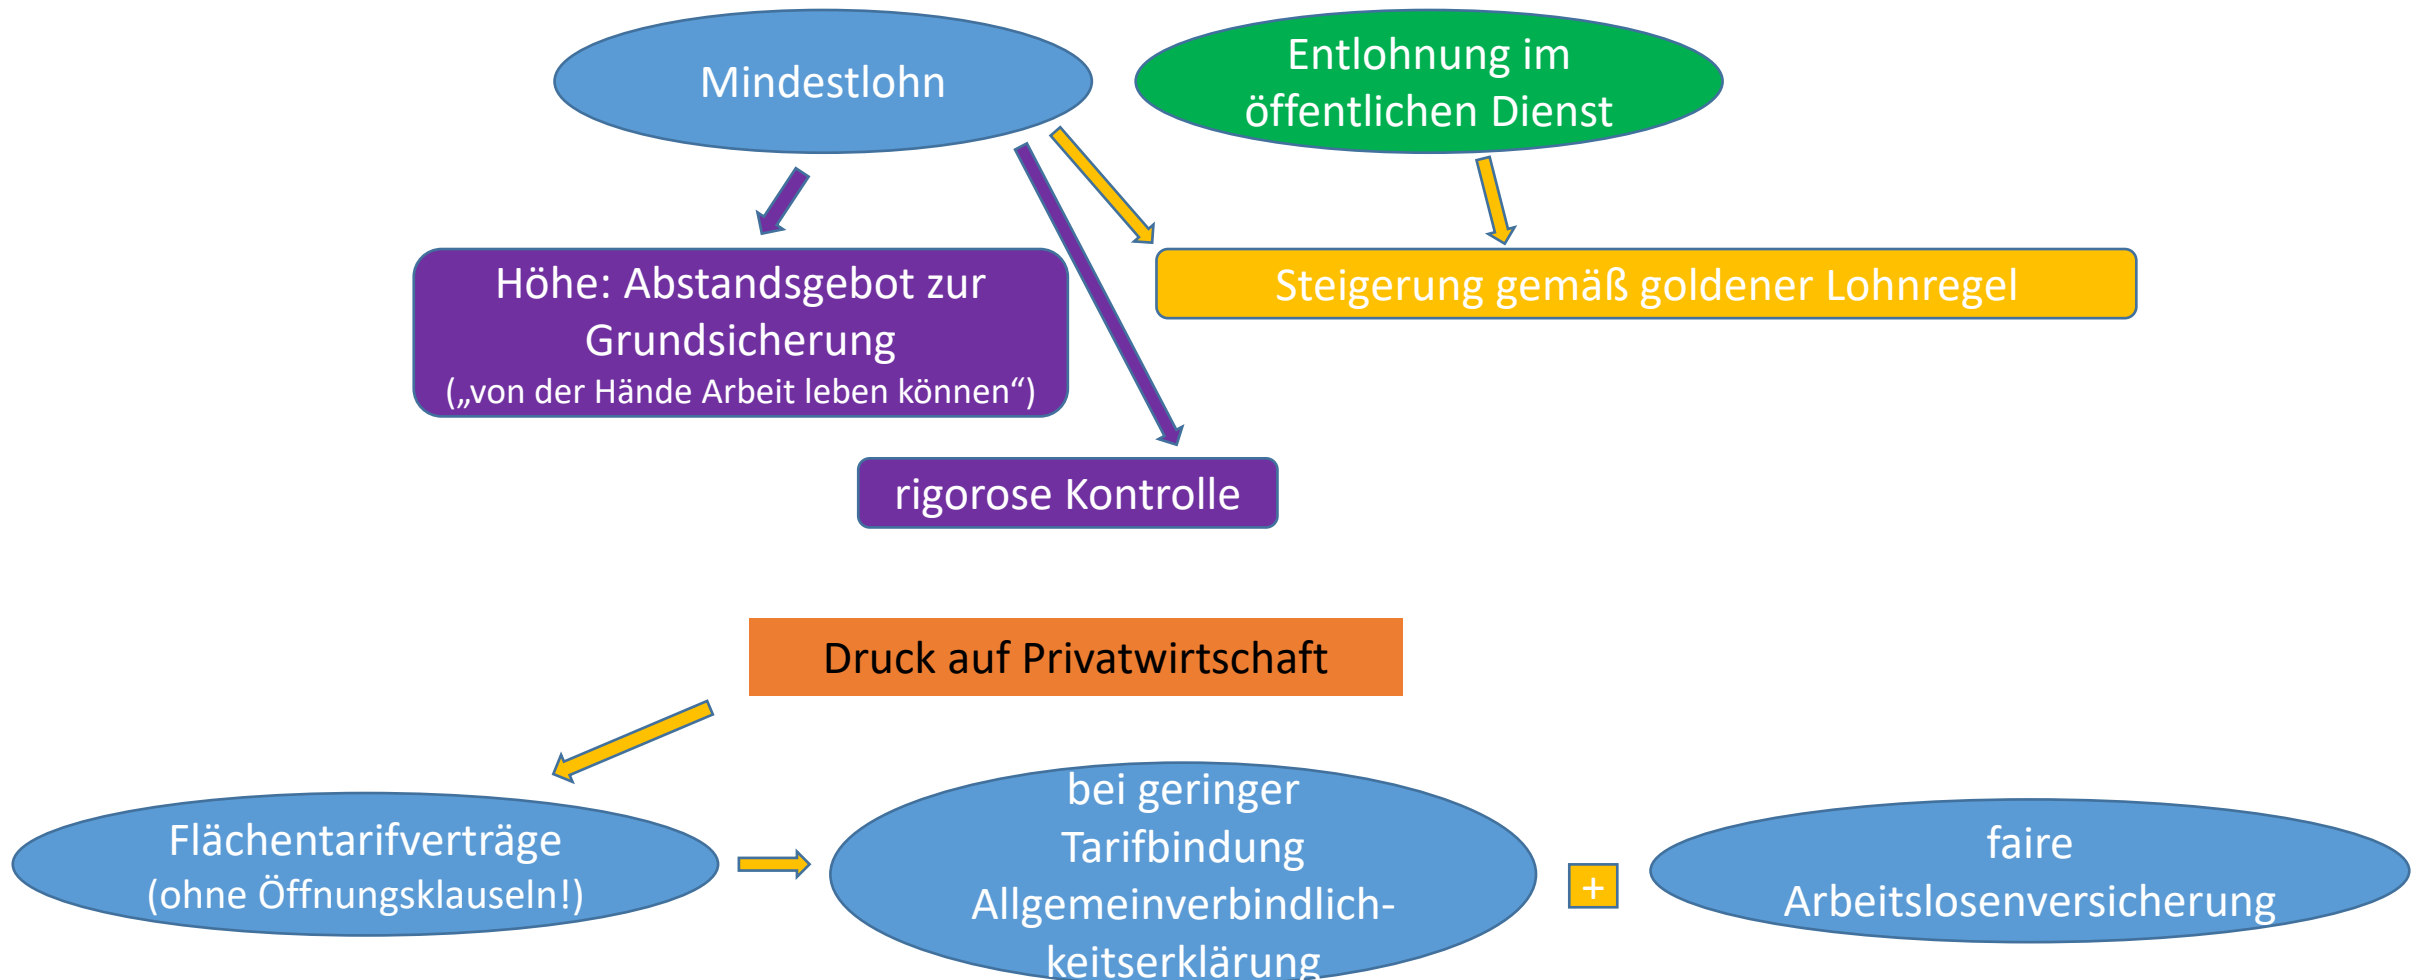 Mindestlohn
Entlohnung im
öffentlichen Dienst
Höhe: Abstandsgebot zur
Grundsicherung
(„von der Hände Arbeit leben können“)
Steigerung gemäß goldener Lohnregel
rigorose Kontrolle
Druck auf Privatwirtschaft
Flächentarifverträge
(ohne Öffnungsklauseln!)
bei geringer
Tarifbindung
Allgemeinverbindlich-
keitserklärung
+
faire
Arbeitslosenversicherung